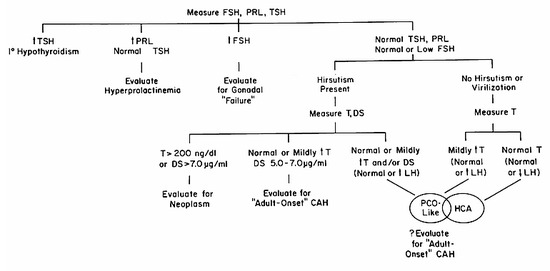 Measure FSH, PRL, TSH
↑TSH
1° Hypothyroidism
↑PRL
Normal TSH
Evaluate
Hyperprolactinemia
↑FSH
Evaluate
for Gonadal
"Failure"
Normal TSH, PRL
Normal or Low FSH
Hirsutism
Present
No Hirsutism or
Virilization
Measure T,DS
Measure T
T> 200 ng/dl
or DS>7.0µg/ml
Evaluate for
Neoplasm
Normal or Mildly ↑T
DS 5.0-7.0µg/ml
Evaluate for
"Adult-Onset" CAH
Normal or Mildly
↑T and/or DS
(Normal or ↑LH)
Mildly ↑T
(Normal
or ↑LH)
Normal T
(Normal
or ↓LH)
PCO-
Like
HCA
?Evaluate
for "Adult-
Onset" CAH